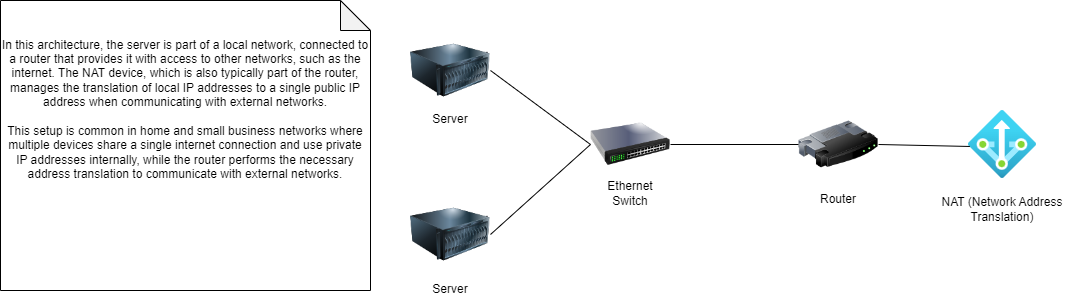 In this architecture, the server is part of a local network, connected to
a router that provides it with access to other networks, such as the
internet. The NAT device, which is also typically part of the router,
manages the translation of local IP addresses to a single public IP
address when communicating with external networks.
This setup is common in home and small business networks where
multiple devices share a single internet connection and use private
IP addresses internally, while the router performs the necessary
address translation to communicate with external networks.
Server
Ethernet
Switch
Router
NAT (Network Address
Translation)
Server